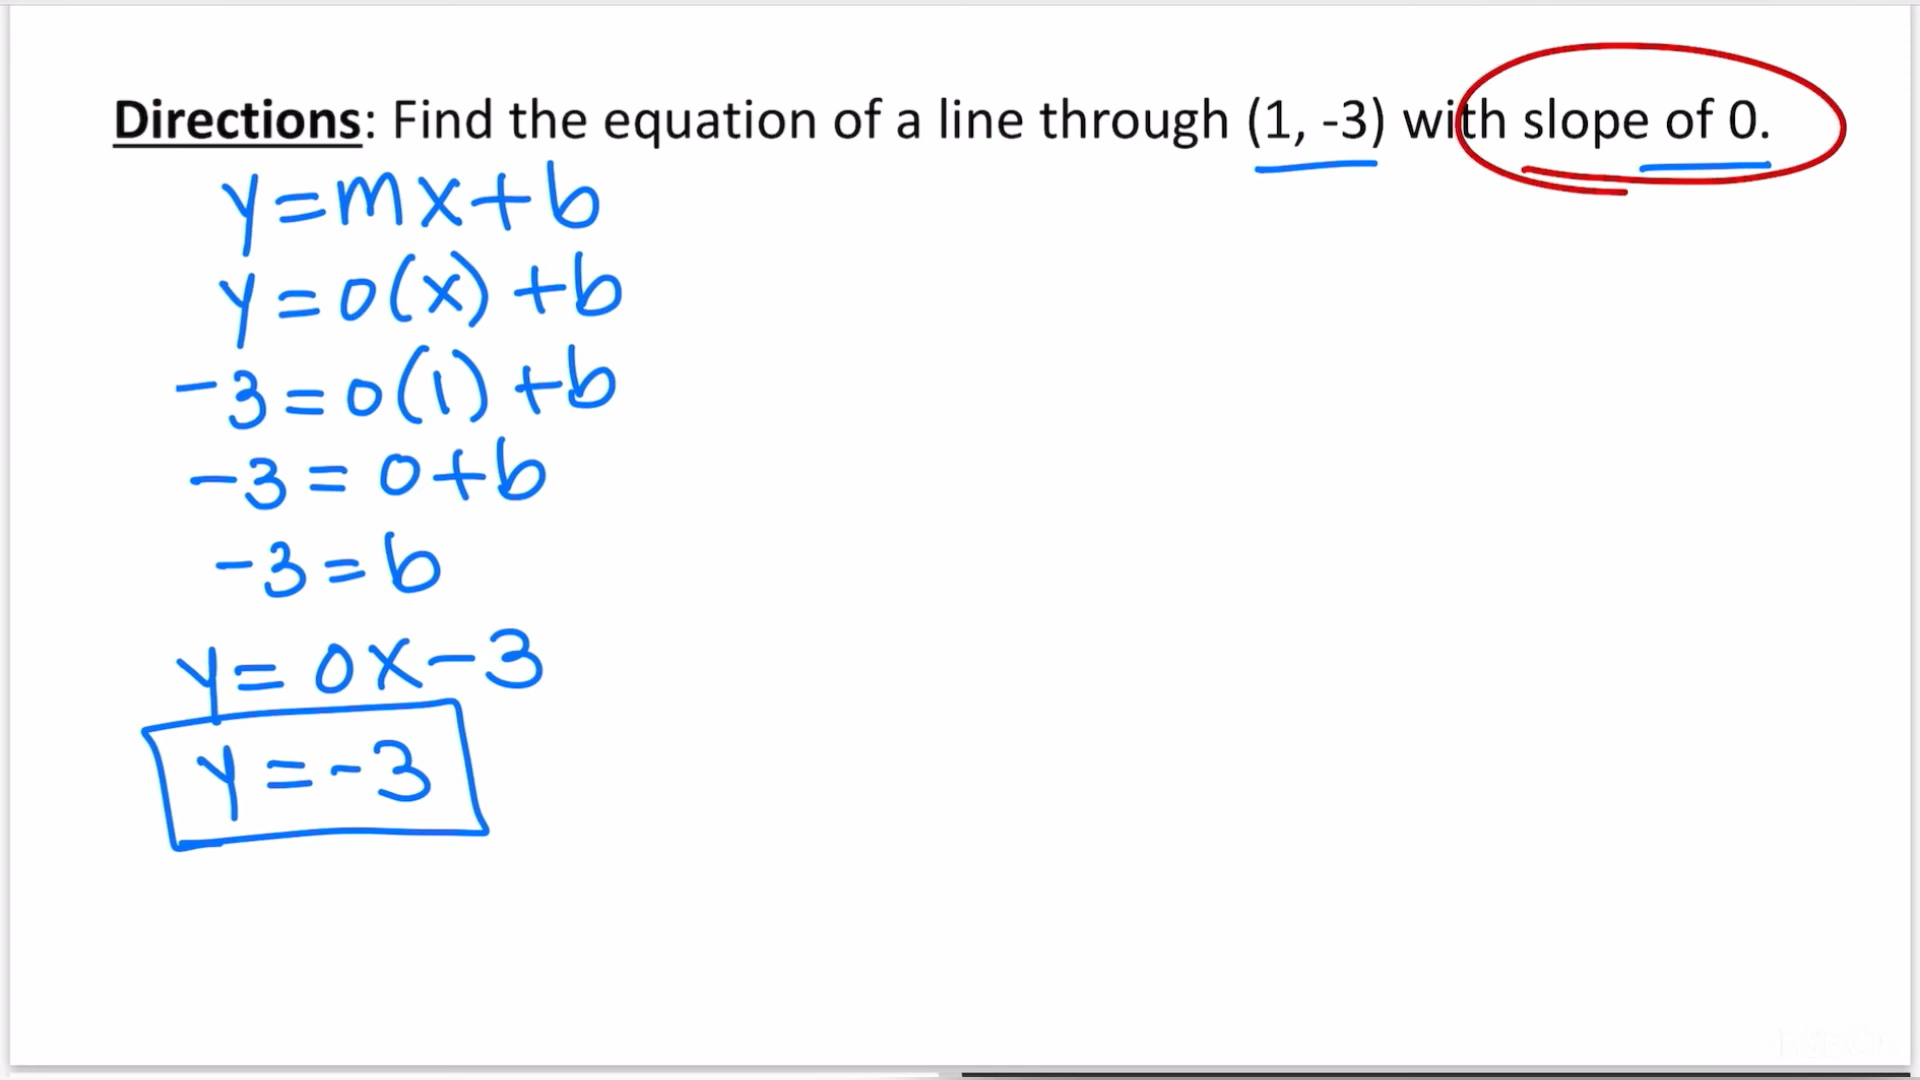 Directions: Find the equation of a line through (1, -3) with slope of 0.
y=mx+b
y=0(x)+b
-3=0(1)+b
-3=0+b
-3=b
y=0x-3
y=-3